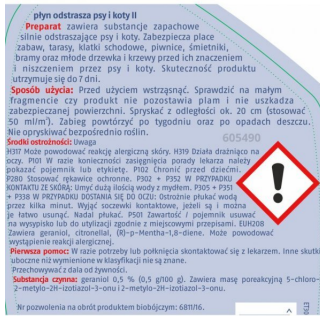 płyn odstrasza psy i koty II
Preparat zawiera substancje zapachowe
silnie odstraszające psy i koty. Zabezpiecza place
zabaw, tarasy, klatki schodowe, piwnice, śmietniki,
bramy oraz młode drzewka i krzewy przed ich znaczeniem
i niszczeniem przez psy i koty. Skuteczność produktu
utrzymuje się do 7 dni.
Sposób użycia: Przed użyciem wstrząsnąć. Sprawdzić na małym
fragmencie czy produkt nie pozostawia plam i nie uszkadza
zabezpieczanej powierzchni. Spryskać z odległości ok. 20 cm (stosować
50 ml/m²). Zabieg powtórzyć po tygodniu oraz po opadach deszczu.
Nie opryskiwać bezpośrednio roślin.
605490
Środki ostrożności: Uwaga
H317 Może powodować reakcję alergiczną skóry. H319 Działa drażniąco na
oczy. P101 W razie konieczności zasięgnięcia porady lekarza należy
pokazać pojemnik lub etykietę. P102 Chronić przed dziećmi.
P280 Stosować rękawice ochronne. P302 + P352 W PRZYPADKU
KONTAKTU ZE SKÓRĄ: Umyć dużą ilością wody z mydłem. P305 + P351
+ P338 W PRZYPADKU DOSTANIA SIĘ DO OCZU: Ostrożnie płukać wodą
przez kilka minut. Wyjąć soczewki kontaktowe, jeżeli są i można
je łatwo usunąć. Nadal płukać. P501 Zawartość / pojemnik usuwać
na wysypisko lub do utylizacji zgodnie z miejscowymi przepisami. EUH208
Zawiera geraniol, citronellal, (R)-p-Mentha-1,8-diene. Może powodować
wystąpienie reakcji alergicznej.
Pierwsza pomoc: W razie potrzeby lub połknięcia skontaktować się z lekarzem. Inne skutki
uboczne niż wymienione w klasyfikacji nie są znane.
Przechowywać z dala od żywności.
Substancja czynna: geraniol 0,5 % (0,5 g/100 g). Zawiera masę poreakcyjną 5-chloro-
2-metylo-2H-izotiazol-3-onu i 2-metylo-2H-izotiazol-3-onu.
Nr pozwolenia na obrót produktem biobójczym: 6811/16.